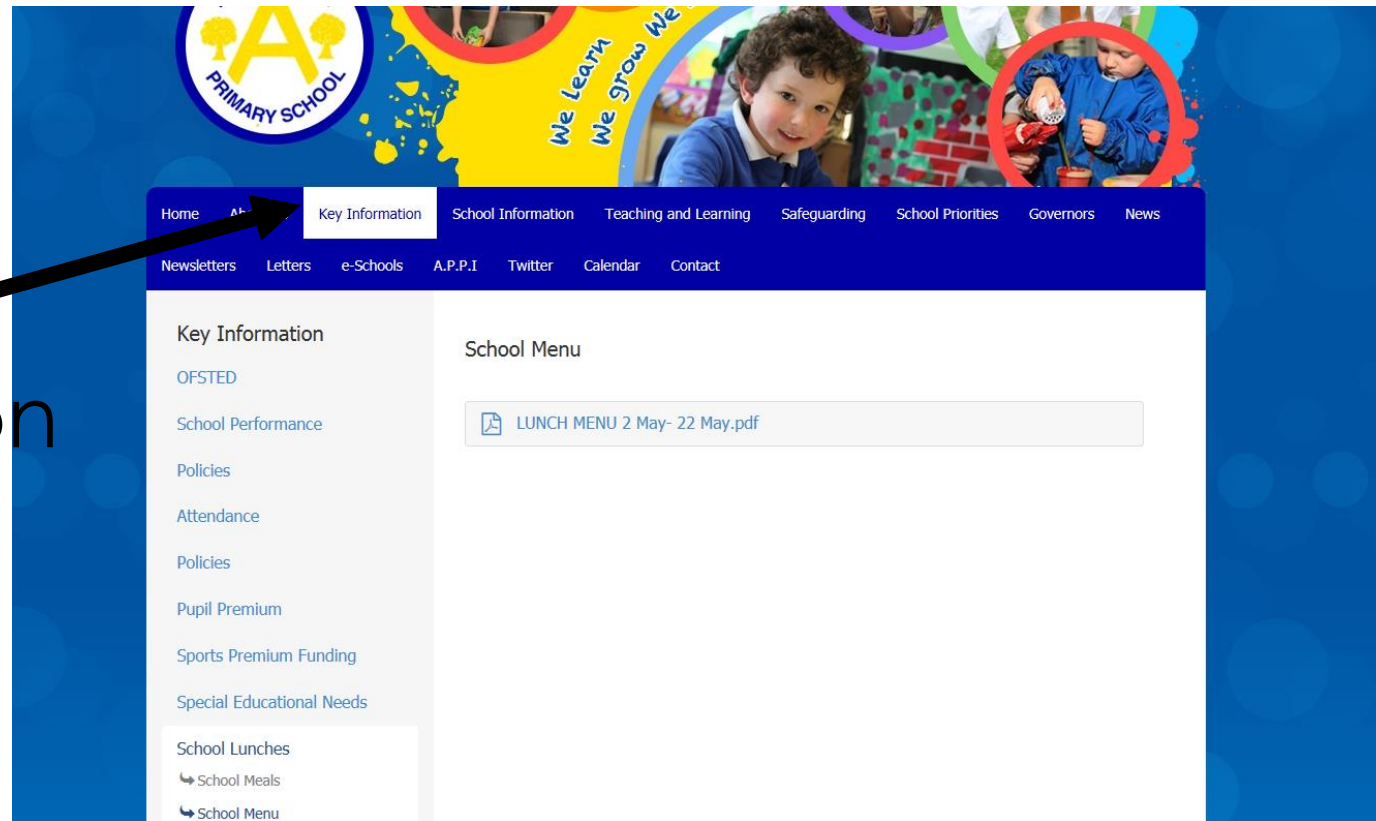 PRIMARY SCHOOL
We Learn
We grow We
Home
Key Information
School Information
Teaching and Learning
Safeguarding
School Priorities
Governors
News
Newsletters
Letters
e-Schools
A.P.P.I
Twitter
Calendar
Contact
on
Key Information
OFSTED
School Performance
Policies
Attendance
Policies
Pupil Premium
Sports Premium Funding
Special Educational Needs
School Lunches
School Meals
School Menu
School Menu
LUNCH MENU 2 May- 22 May.pdf